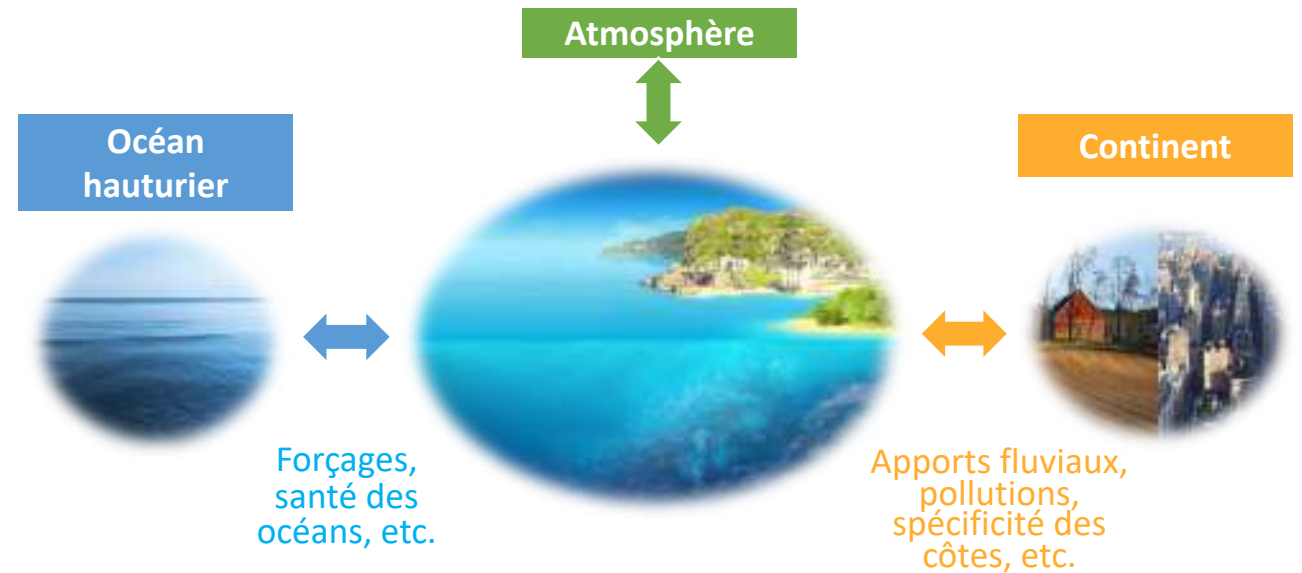 Atmosphère
Océan
hauturier
Continent
Forçages,
santé des
océans, etc.
Apports fluviaux,
pollutions,
spécificité des
côtes, etc.